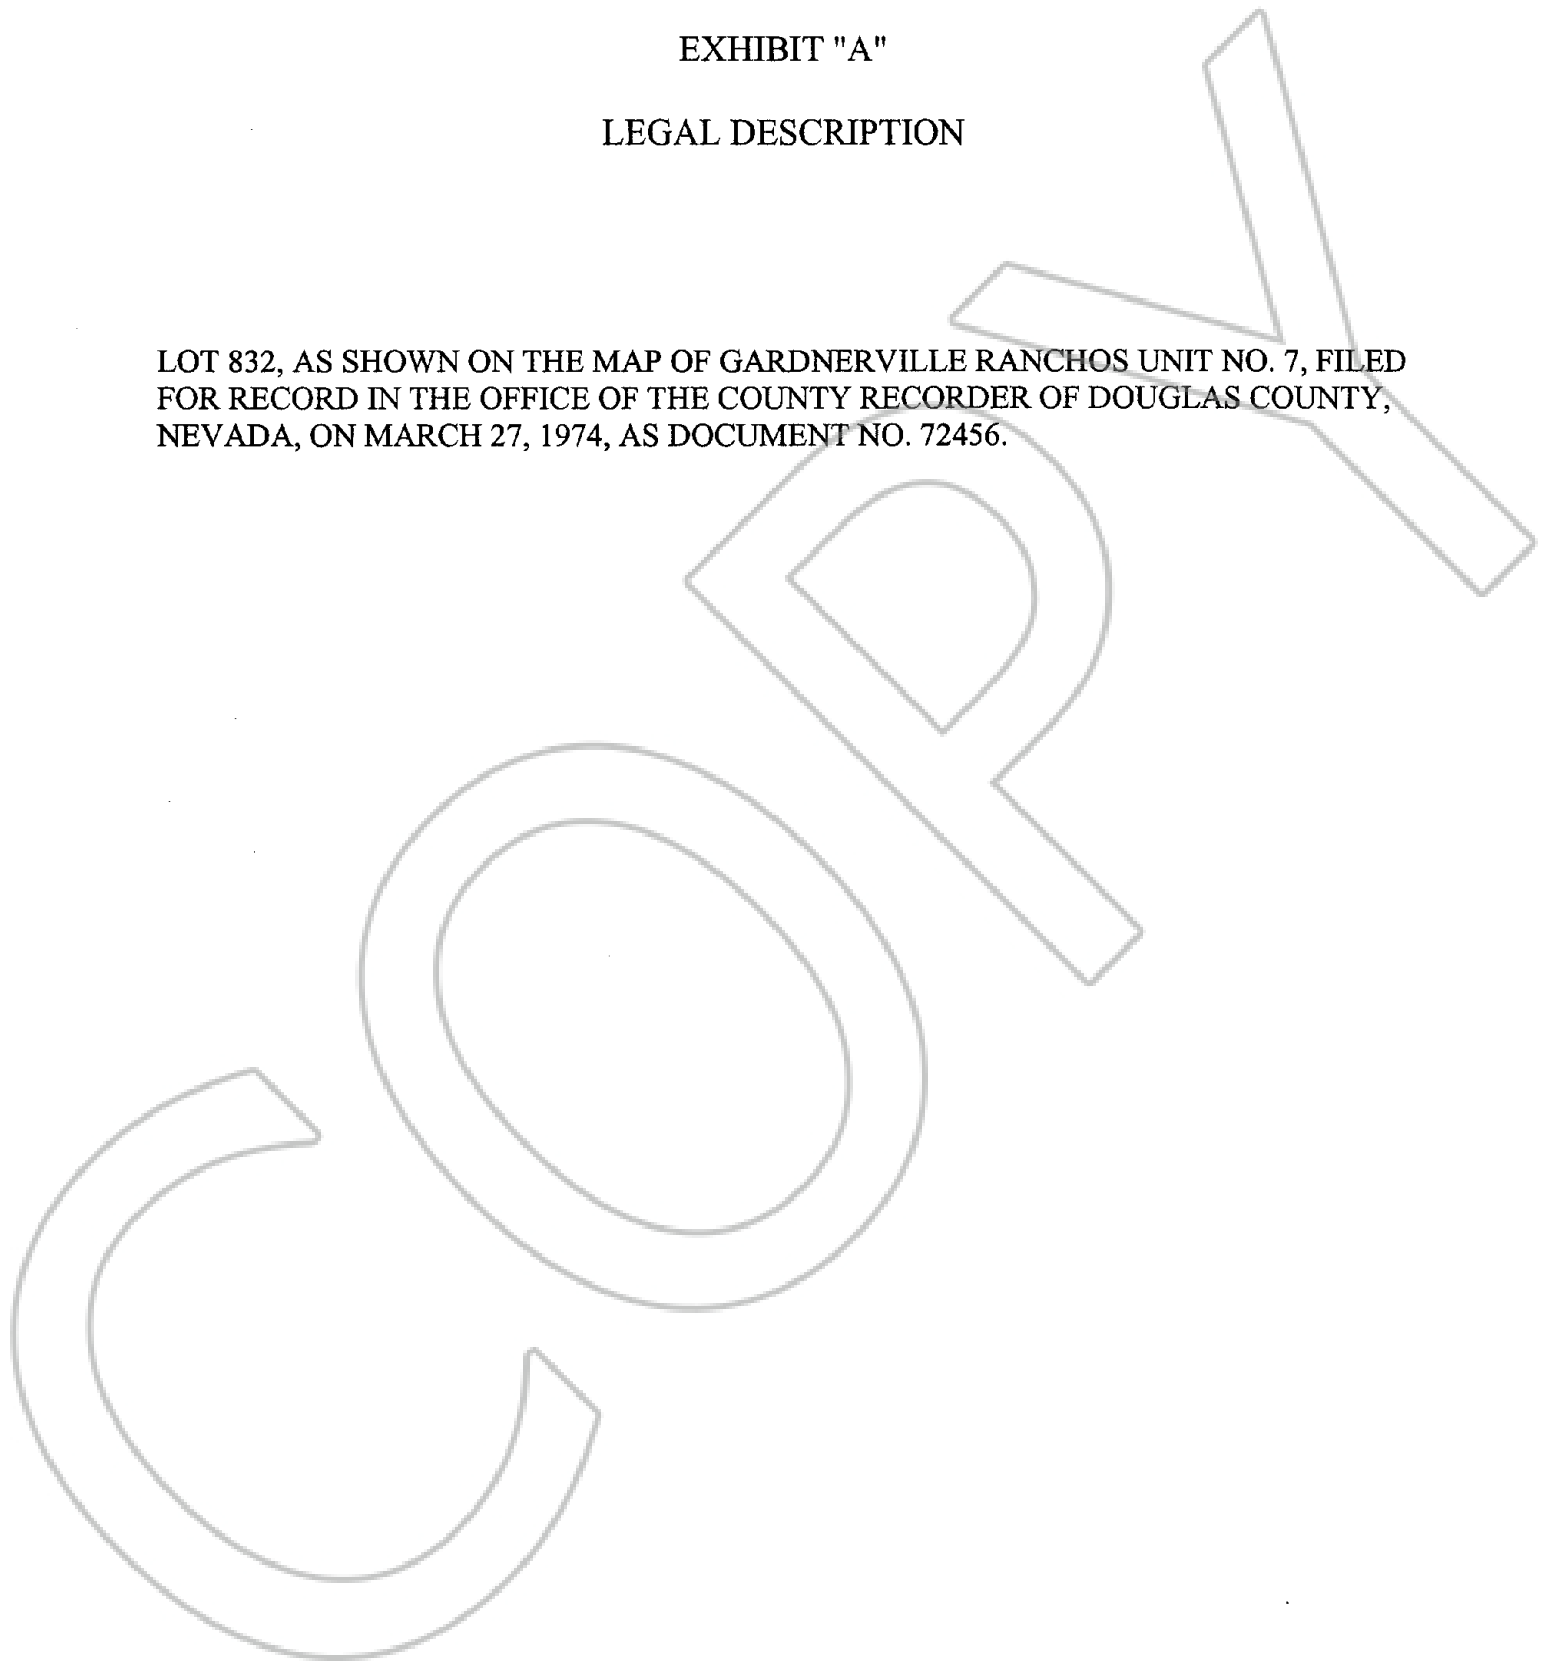 EXHIBIT "A"
LEGAL DESCRIPTION
LOT 832, AS SHOWN ON THE MAP OF GARDNERVILLE RANCHOS UNIT NO. 7, FILED
FOR RECORD IN THE OFFICE OF THE COUNTY RECORDER OF DOUGLAS COUNTY,
NEVADA, ON MARCH 27, 1974, AS DOCUMENT NO. 72456.
COPY